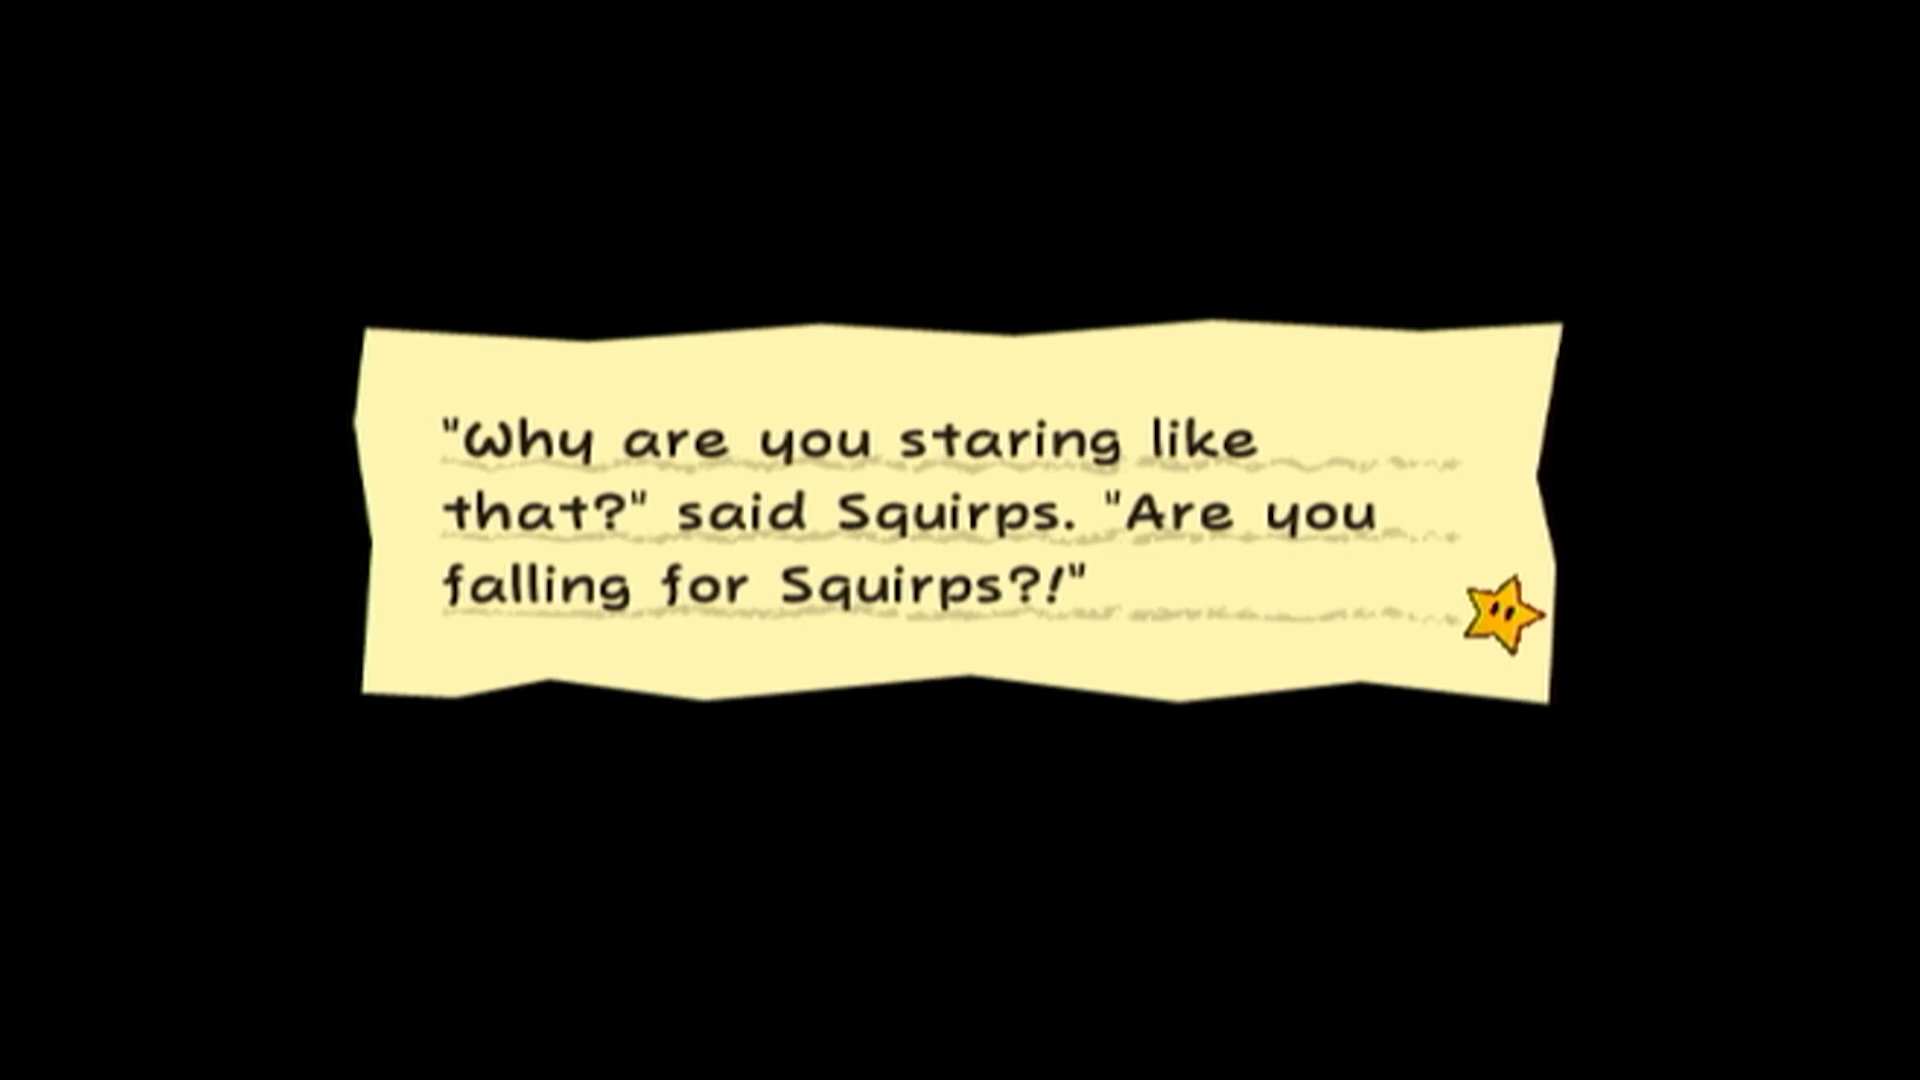 "Why are you staring like
that?" said Squirps. "Are you
falling for Squirps?!"